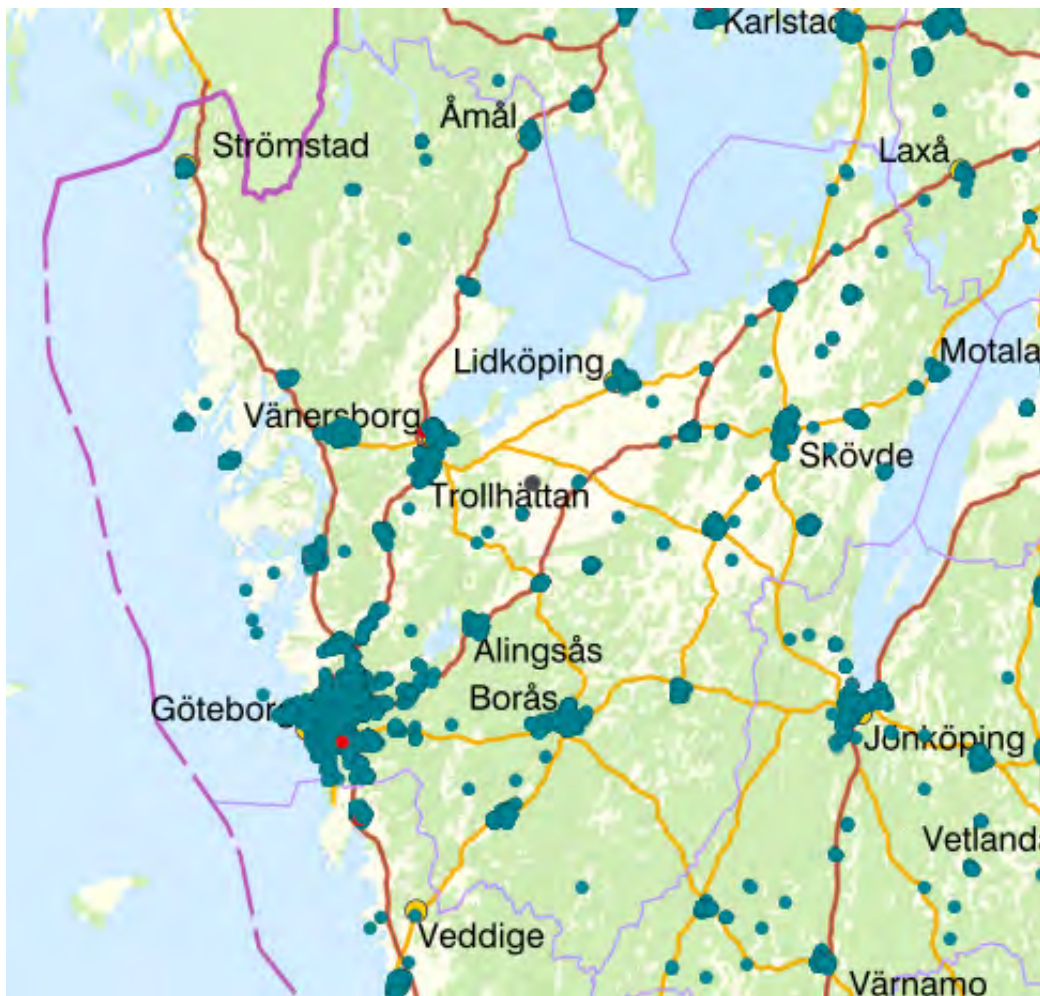 Karlstad
Åmål
Strömstad
Laxå
Motala
Lidköping
Vänersborg
Skövde
Trollhättan
Alingsås
Borås
Göteborg
Jönköping
Vetlanda
Veddige
Värnamo